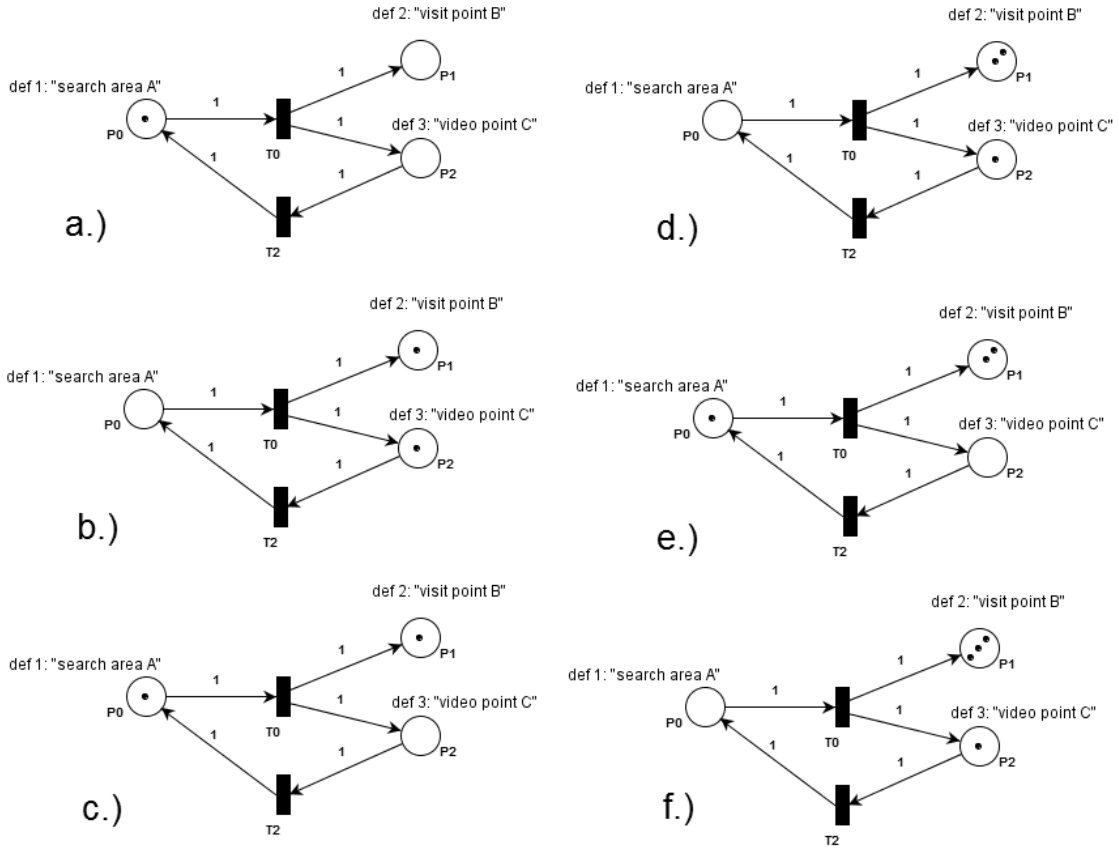 def 2: "visit point B"
1
P1
def 1: "search area A"
1
P0
T0
1
def 3: "video point C"
1
1
P2
T2
a.)
def 2: "visit point B"
1
P1
def 1: "search area A"
1
P0
T0
1
def 3: "video point C"
1
1
P2
T2
b.)
def 2: "visit point B"
1
P1
def 1: "search area A"
1
P0
T0
1
def 3: "video point C"
1
1
P2
T2
c.)
def 2: "visit point B"
1
P1
def 1: "search area A"
1
P0
T0
1
def 3: "video point C"
1
1
P2
T2
d.)
def 2: "visit point B"
1
P1
def 1: "search area A"
1
P0
T0
1
def 3: "video point C"
1
1
P2
T2
e.)
def 2: "visit point B"
1
P1
def 1: "search area A"
1
P0
T0
1
def 3: "video point C"
1
1
P2
T2
f.)